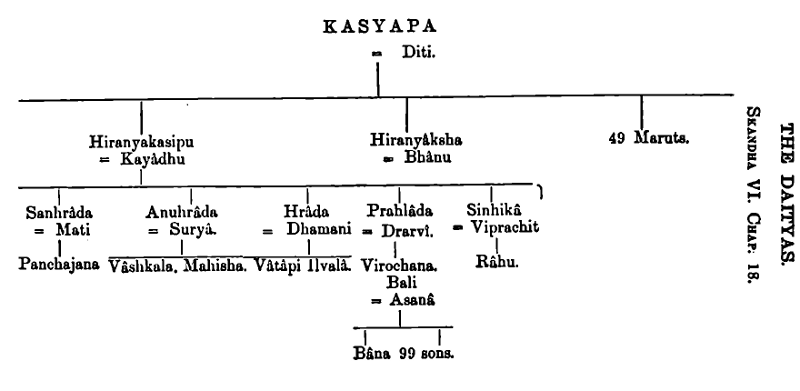 KASYAPA
= Diti.
Hiranyakasipu
= Kayâdhu
Hiranyâksha
= Bhânu
49 Maruts.
Sanhrâda
= Mati
Panchajana
Anuhrâda
= Suryâ.
Vâshkala. Mahisha.
Hrâda
= Dhamani
Vâtâpi Ilvalâ.
Prahlâda
= Drarvî.
Virochana.
Bali
= Asanâ
Bâna 99 sons.
Sinhikâ
= Viprachit
Râhu.
THE DAITYAS.
SKANDHA VI. CHAP: 18.